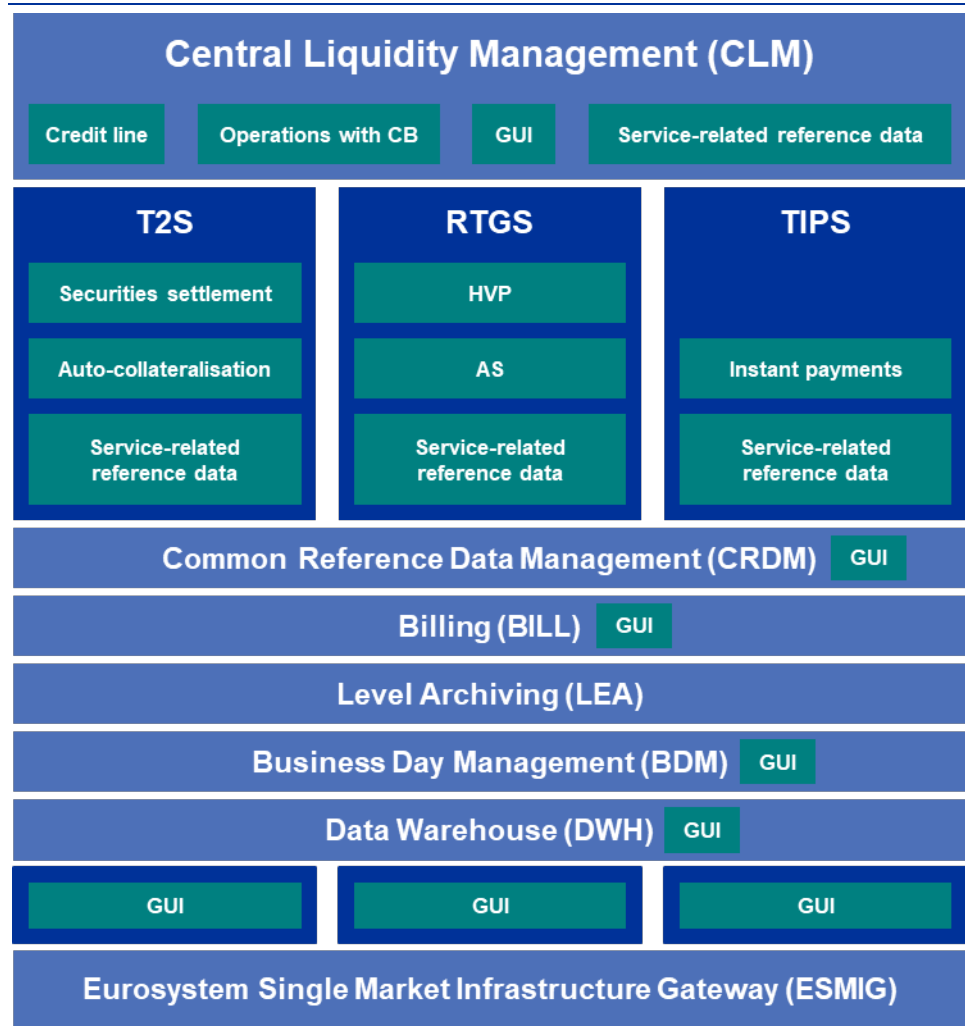 Central Liquidity Management (CLM)
Credit line
Operations with CB
GUI
Service-related reference data
T2S
Securities settlement
Auto-collateralisation
Service-related
reference data
RTGS
HVP
AS
Service-related
reference data
TIPS
Instant payments
Service-related
reference data
Common Reference Data Management (CRDM)
GUI
Billing (BILL)
GUI
Level Archiving (LEA)
Business Day Management (BDM)
GUI
Data Warehouse (DWH)
GUI
GUI
GUI
GUI
Eurosystem Single Market Infrastructure Gateway (ESMIG)